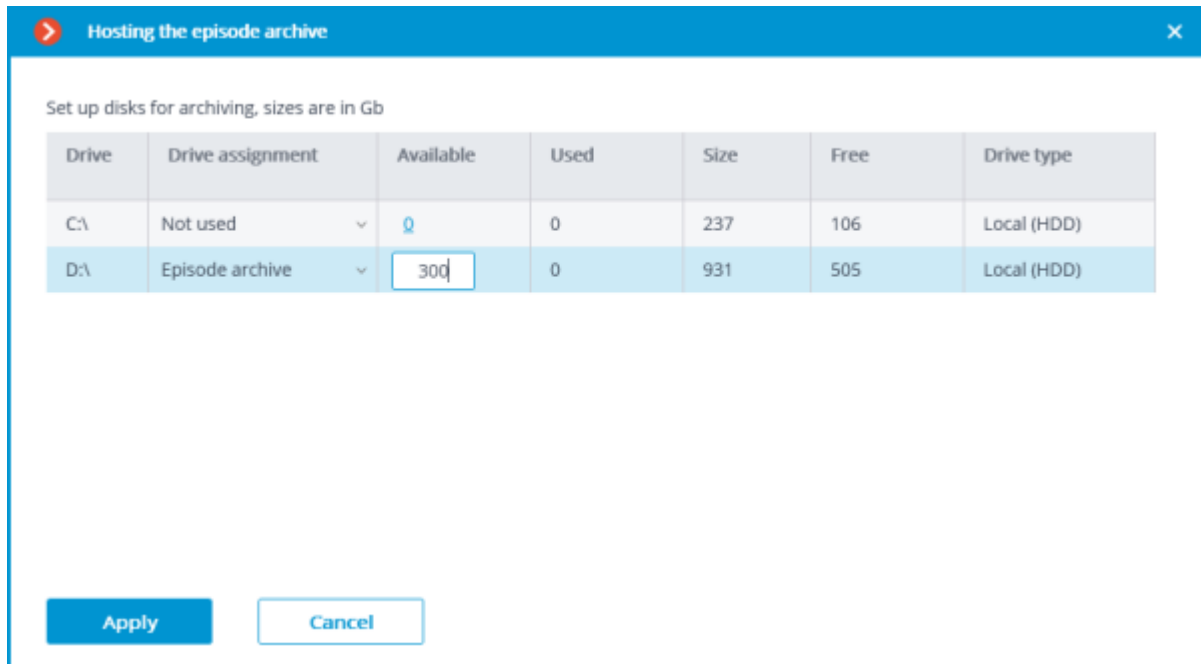 Hosting the episode archive
Set up disks for archiving, sizes are in Gb
Drive Drive assignment Available Used Size Free Drive type
C:\ Not used 0 0 237 106 Local (HDD)
D:\ Episode archive 300 0 931 505 Local (HDD)
Apply Cancel